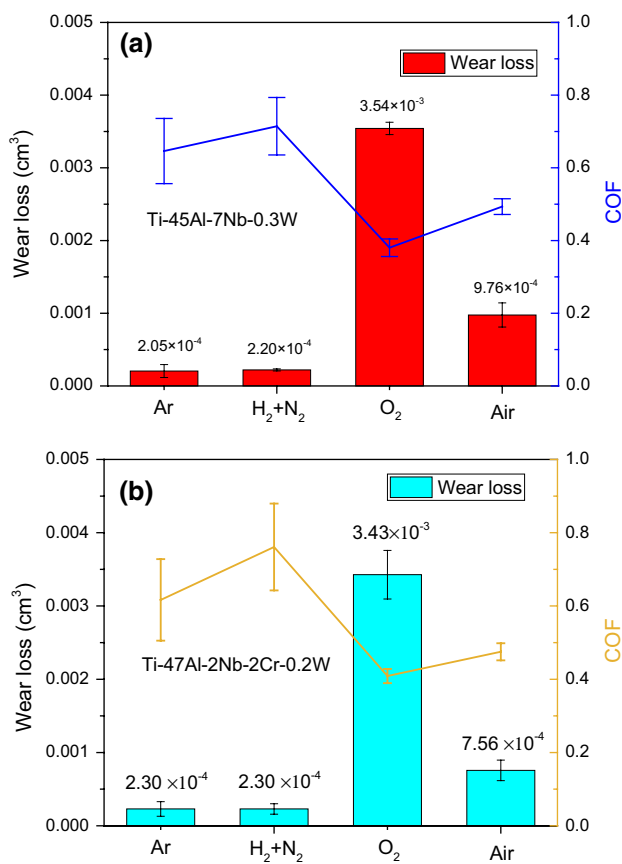 (a)
Wear loss
3.54×10⁻³
Ti-45Al-7Nb-0.3W
9.76×10⁻⁴
2.05×10⁻⁴
2.20×10⁻⁴
0.005
0.004
0.003
0.002
0.001
0.000
Wear loss (cm³)
1.0
0.8
0.6
0.4
0.2
0.0
COF
Ar
H₂+N₂
O₂
Air
(b)
Wear loss
3.43×10⁻³
Ti-47Al-2Nb-2Cr-0.2W
7.56 ×10⁻⁴
2.30 ×10⁻⁴
2.30 ×10⁻⁴
0.005
0.004
0.003
0.002
0.001
0.000
Wear loss (cm³)
1.0
0.8
0.6
0.4
0.2
0.0
COF
Ar
H₂+N₂
O₂
Air